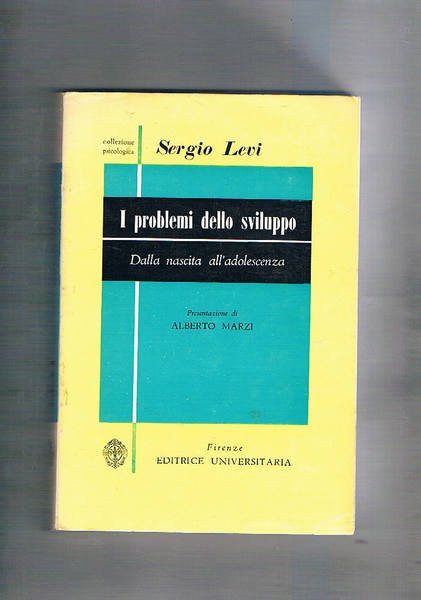 collezione
psicologica
Sergio Levi
I problemi dello sviluppo
Dalla nascita all'adolescenza
Presentazione di
ALBERTO MARZI
Firenze
EDITRICE UNIVERSITARIA